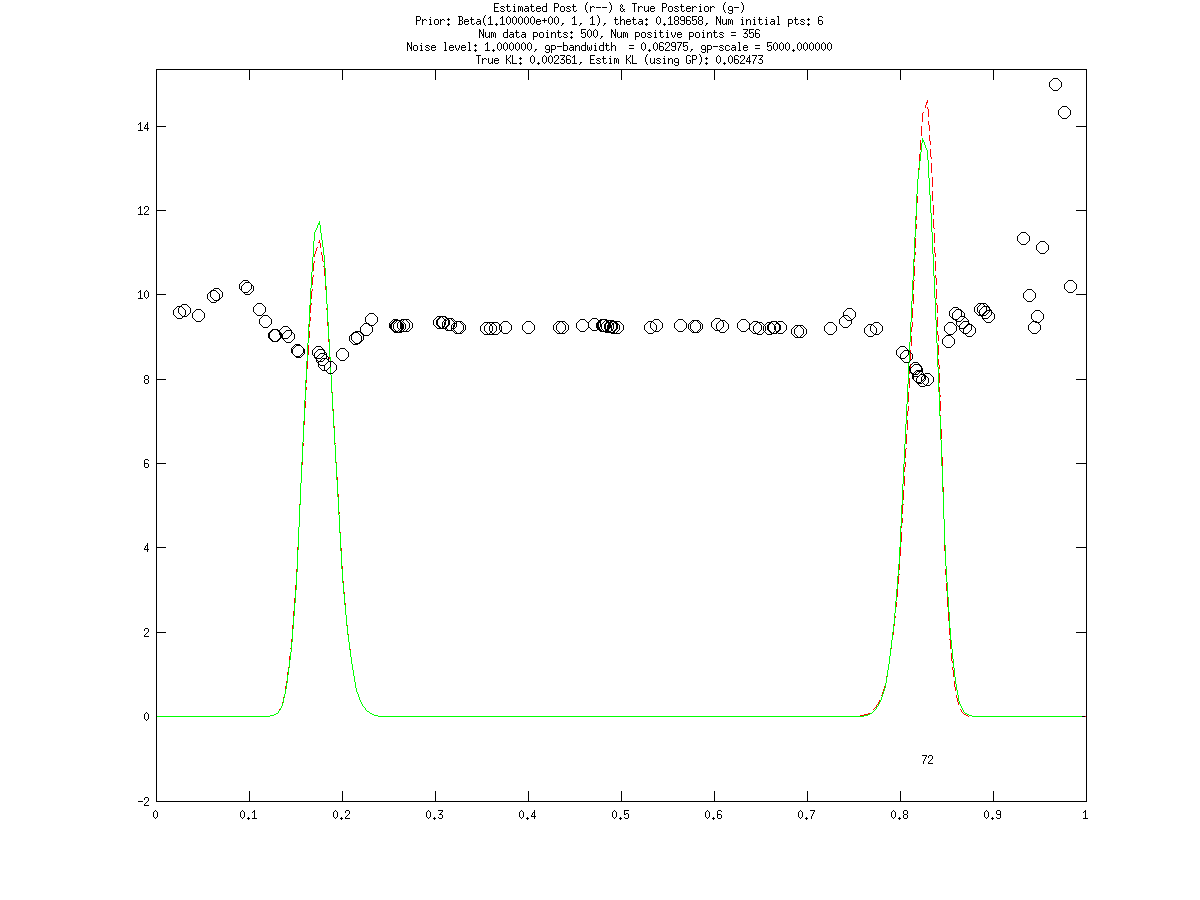 Estimated Post (r--) & True Posterior (g-)
Prior: Beta(1.100000e+00, 1, 1), theta: 0.189658, Num initial pts: 6
Num data points: 500, Num positive points = 356
Noise level: 1.000000, gp-bandwidth  = 0.062975, gp-scale = 5000.000000
True KL: 0.002361, Estim KL (using GP): 0.062473
14
12
10
8
6
4
2
0
72
-2
0 0.1 0.2 0.3 0.4 0.5 0.6 0.7 0.8 0.9 1